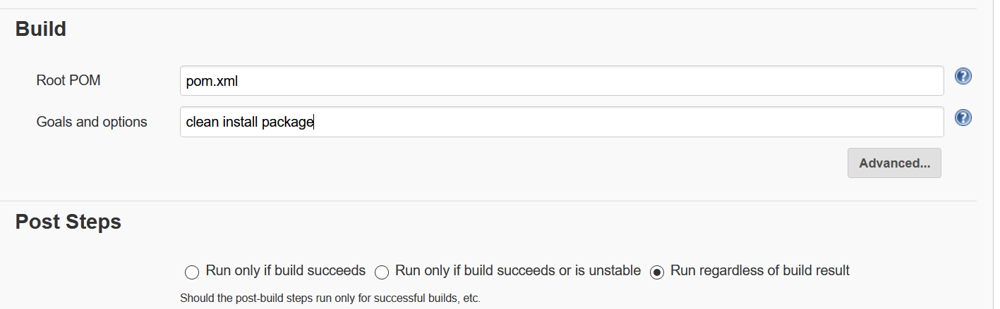 Build
Root POM
pom.xml
Goals and options
clean install package
Advanced...
Post Steps
Run only if build succeeds Run only if build succeeds or is unstable Run regardless of build result
Should the post-build steps run only for successful builds, etc.